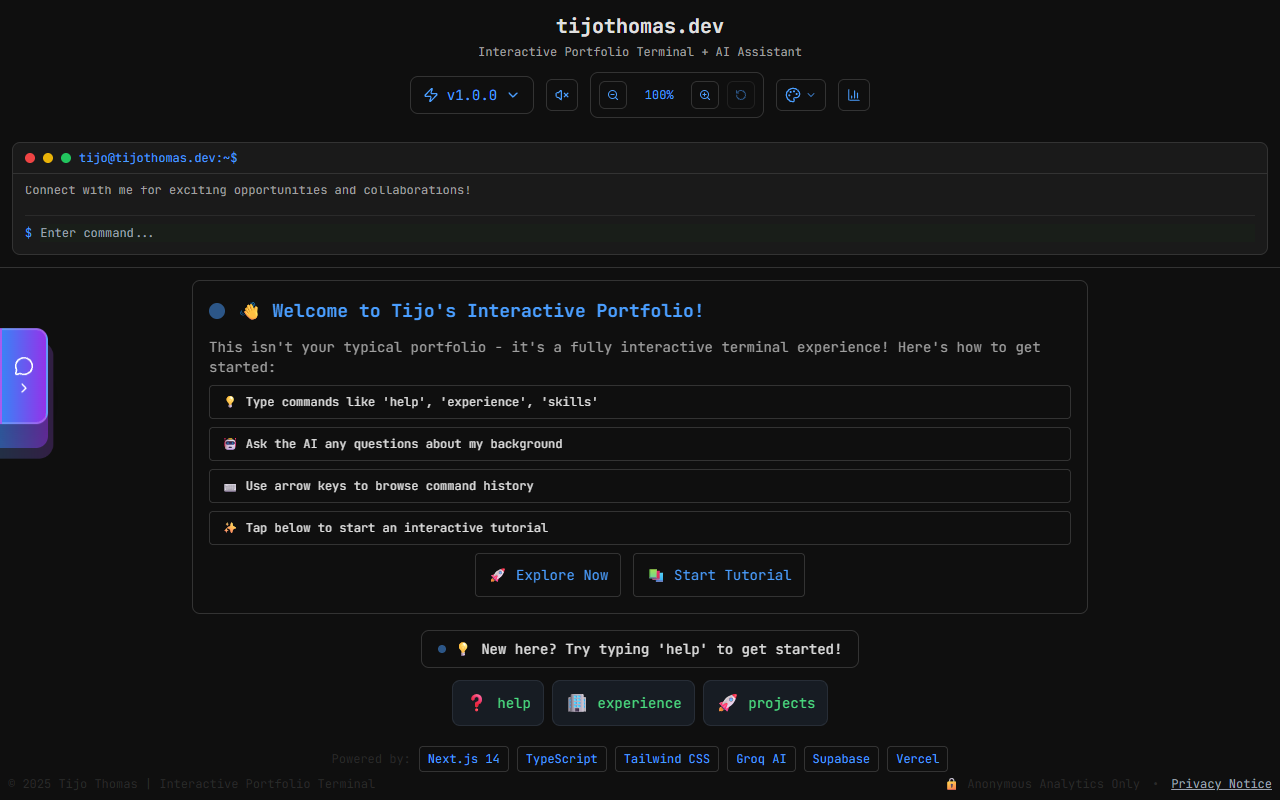 tijothomas.dev
Interactive Portfolio Terminal + AI Assistant
v1.0.0
100%
tijo@tijothomas.dev:~$
Connect with me for exciting opportunities and collaborations!
$ Enter command...
👋 Welcome to Tijo's Interactive Portfolio!
This isn't your typical portfolio - it's a fully interactive terminal experience! Here's how to get
started:
💡 Type commands like 'help', 'experience', 'skills'
🤖 Ask the AI any questions about my background
⌨️ Use arrow keys to browse command history
✨ Tap below to start an interactive tutorial
🚀 Explore Now
📚 Start Tutorial
💡 New here? Try typing 'help' to get started!
❓ help
🏢 experience
🚀 projects
Powered by: Next.js 14 TypeScript Tailwind CSS Groq AI Supabase Vercel
© 2025 Tijo Thomas | Interactive Portfolio Terminal
🔒 Anonymous Analytics Only • Privacy Notice